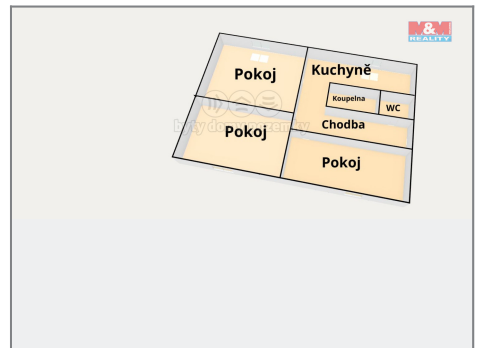 M&M
REALITY
Pokoj
Kuchyně
Koupelna
WC
Chodba
Pokoj
Pokoj